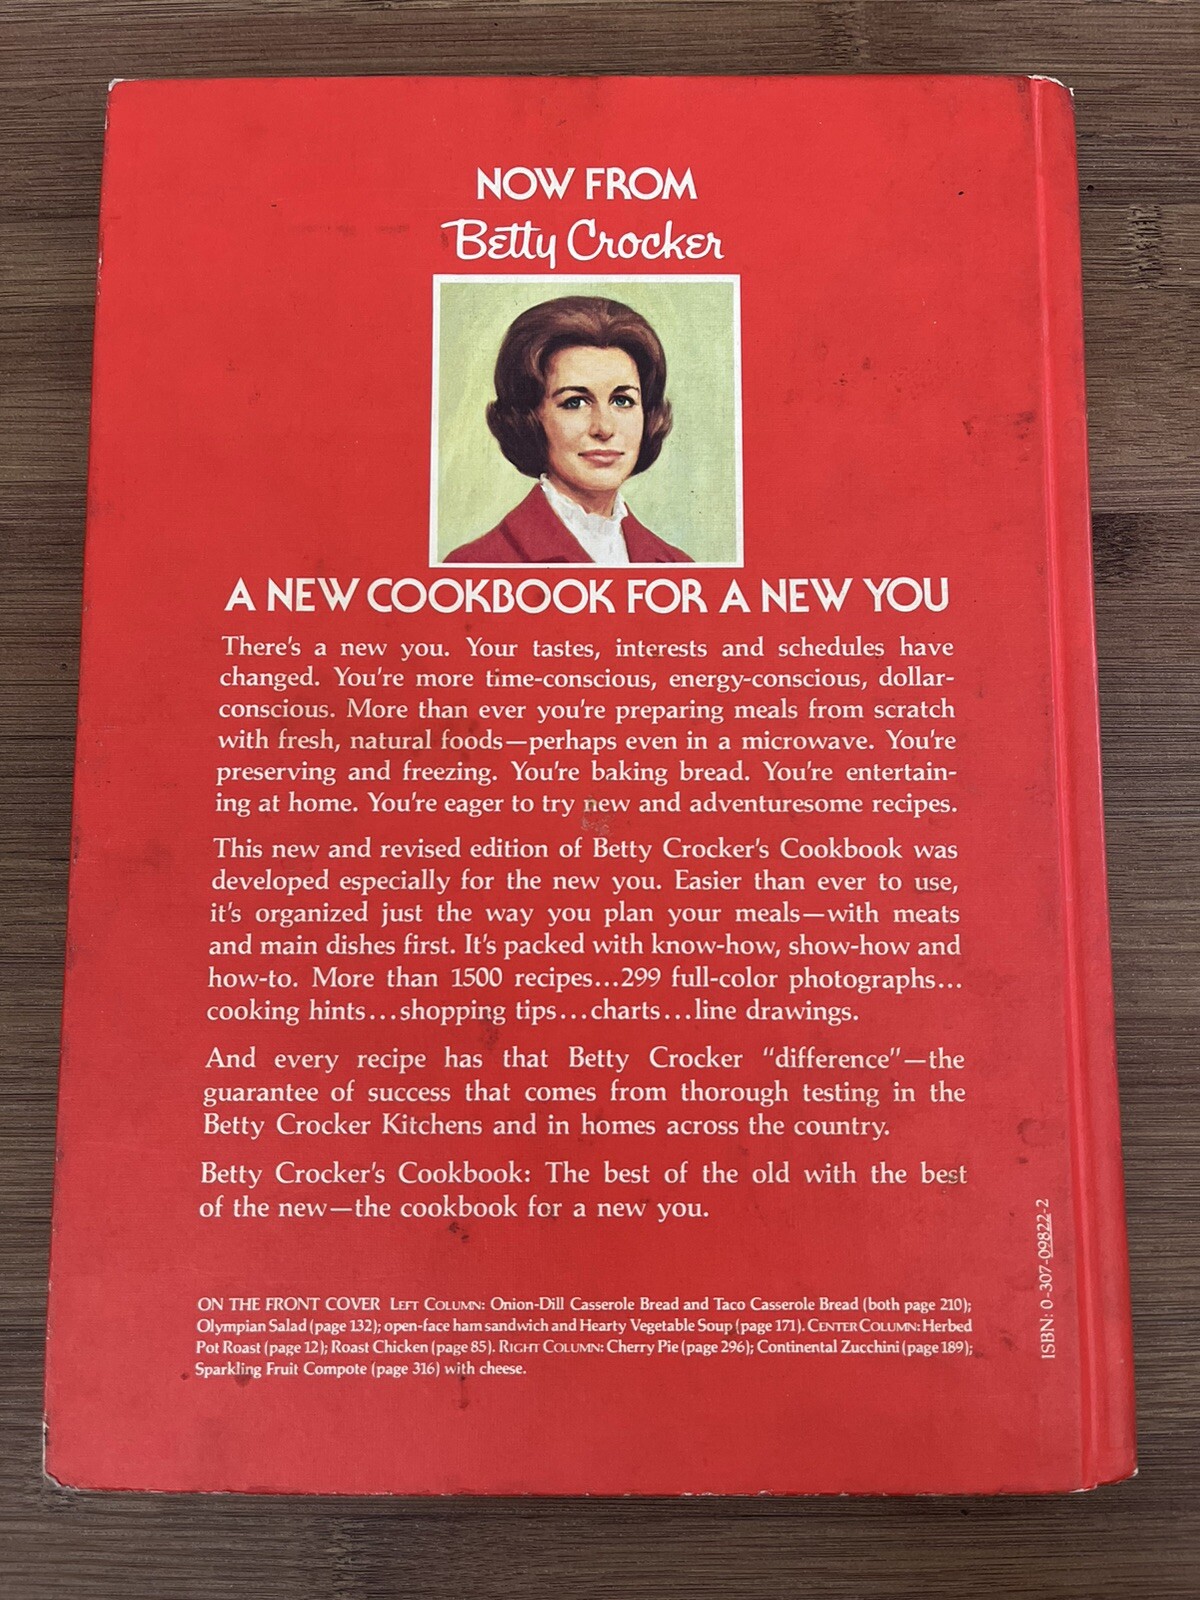 NOW FROM
Betty Crocker
A NEW COOKBOOK FOR A NEW YOU
There's a new you. Your tastes, interests and schedules have
changed. You're more time-conscious, energy-conscious, dollar-
conscious. More than ever you're preparing meals from scratch
with fresh, natural foods—perhaps even in a microwave. You're
preserving and freezing. You're baking bread. You're entertain-
ing at home. You're eager to try new and adventuresome recipes.
This new and revised edition of Betty Crocker's Cookbook was
developed especially for the new you. Easier than ever to use,
it's organized just the way you plan your meals—with meats
and main dishes first. It's packed with know-how, show-how and
how-to. More than 1500 recipes...299 full-color photographs...
cooking hints...shopping tips...charts...line drawings.
And every recipe has that Betty Crocker "difference"—the
guarantee of success that comes from thorough testing in the
Betty Crocker Kitchens and in homes across the country.
Betty Crocker's Cookbook: The best of the old with the best
of the new—the cookbook for a new you.
ON THE FRONT COVER LEFT COLUMN: Onion-Dill Casserole Bread and Taco Casserole Bread (both page 210);
Olympian Salad (page 132); open-face ham sandwich and Hearty Vegetable Soup (page 171). CENTER COLUMN: Herbed
Pot Roast (page 12); Roast Chicken (page 85). RIGHT COLUMN: Cherry Pie (page 296); Continental Zucchini (page 189);
Sparkling Fruit Compote (page 316) with cheese.
ISBN: 0-307-09822-2